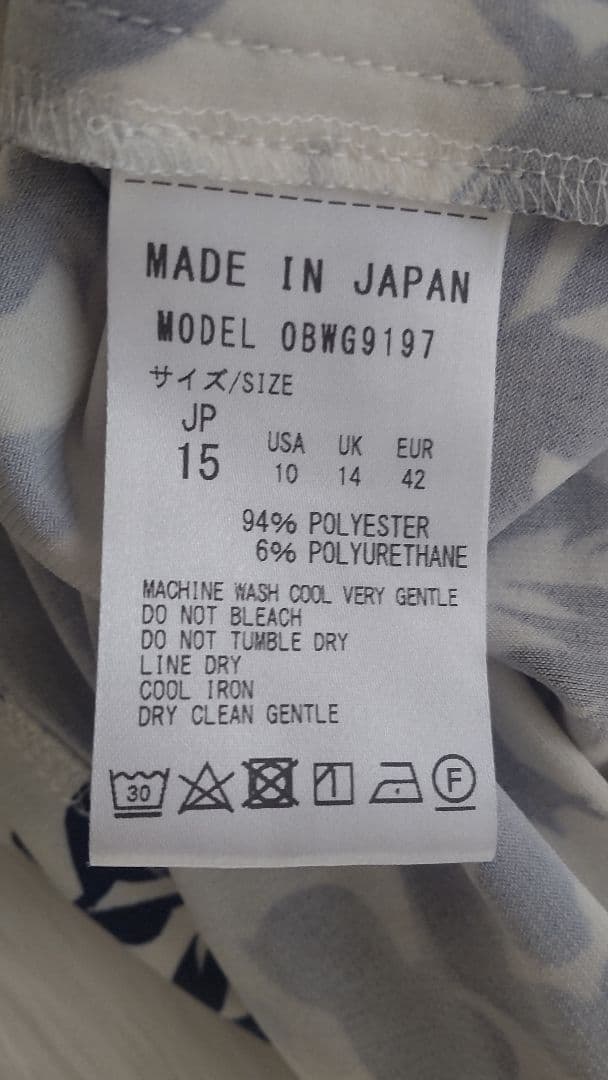 MADE IN JAPAN
MODEL OBWG9197
サイズ/SIZE
JP USA UK EUR
15 10 14 42
94% POLYESTER
6% POLYURETHANE
MACHINE WASH COOL VERY GENTLE
DO NOT BLEACH
DO NOT TUMBLE DRY
LINE DRY
COOL IRON
DRY CLEAN GENTLE
30 F